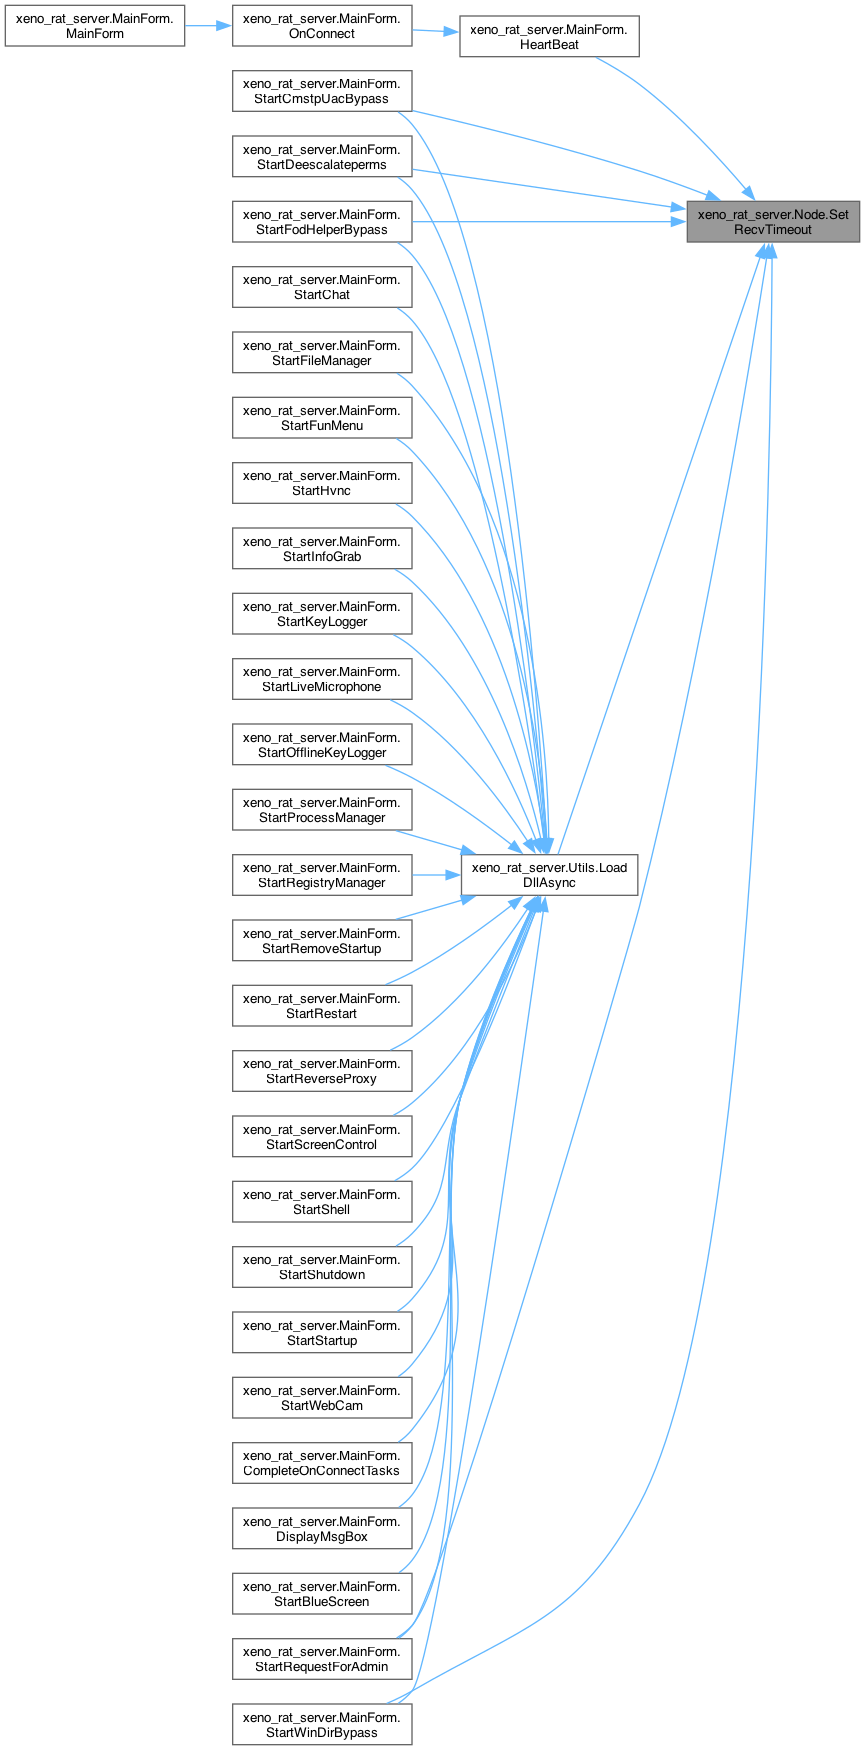 xeno_rat_server.MainForm.
MainForm
xeno_rat_server.MainForm.
OnConnect
xeno_rat_server.MainForm.
HeartBeat
xeno_rat_server.MainForm.
StartCmstpUacBypass
xeno_rat_server.MainForm.
StartDeescalateperms
xeno_rat_server.Node.Set
RecvTimeout
xeno_rat_server.MainForm.
StartFodHelperBypass
xeno_rat_server.MainForm.
StartChat
xeno_rat_server.MainForm.
StartFileManager
xeno_rat_server.MainForm.
StartFunMenu
xeno_rat_server.MainForm.
StartHvnc
xeno_rat_server.MainForm.
StartInfoGrab
xeno_rat_server.MainForm.
StartKeyLogger
xeno_rat_server.MainForm.
StartLiveMicrophone
xeno_rat_server.MainForm.
StartOfflineKeyLogger
xeno_rat_server.MainForm.
StartProcessManager
xeno_rat_server.MainForm.
StartRegistryManager
xeno_rat_server.Utils.Load
DllAsync
xeno_rat_server.MainForm.
StartRemoveStartup
xeno_rat_server.MainForm.
StartRestart
xeno_rat_server.MainForm.
StartReverseProxy
xeno_rat_server.MainForm.
StartScreenControl
xeno_rat_server.MainForm.
StartShell
xeno_rat_server.MainForm.
StartShutdown
xeno_rat_server.MainForm.
StartStartup
xeno_rat_server.MainForm.
StartWebCam
xeno_rat_server.MainForm.
CompleteOnConnectTasks
xeno_rat_server.MainForm.
DisplayMsgBox
xeno_rat_server.MainForm.
StartBlueScreen
xeno_rat_server.MainForm.
StartRequestForAdmin
xeno_rat_server.MainForm.
StartWinDirBypass